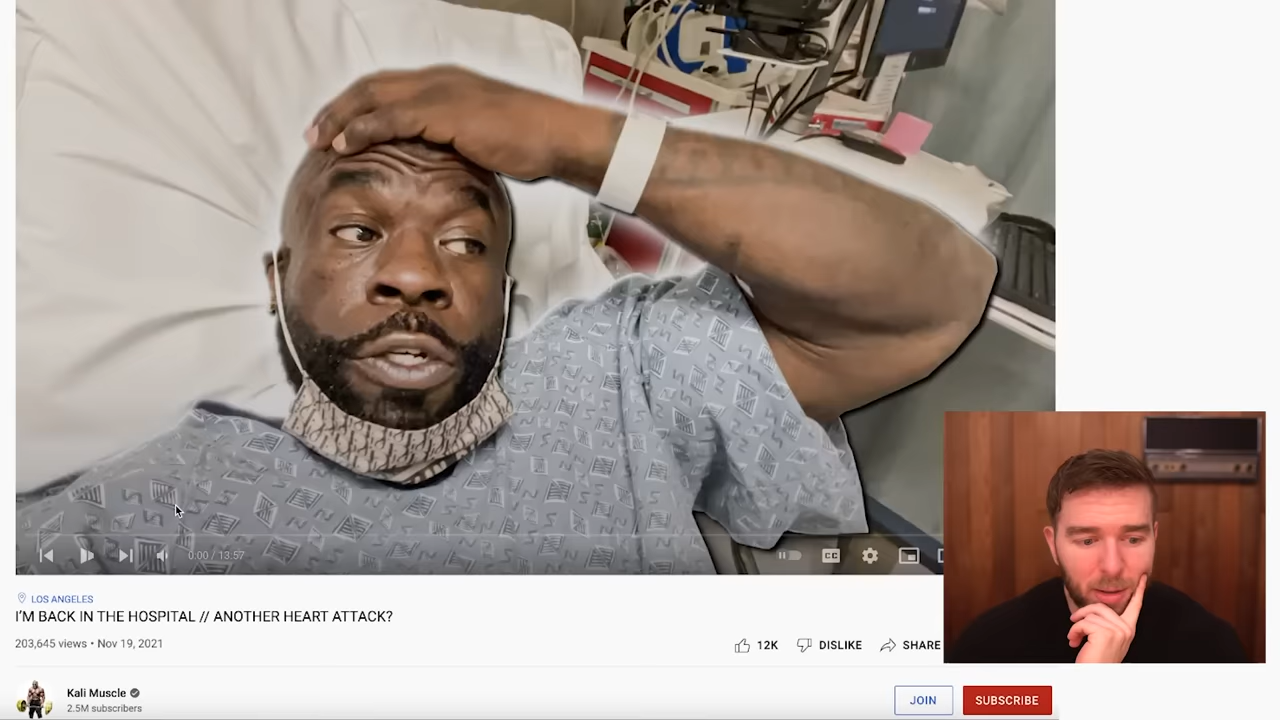 0:00 / 13:57
CC
LOS ANGELES
I'M BACK IN THE HOSPITAL // ANOTHER HEART ATTACK?
203,645 views • Nov 19, 2021
12K
DISLIKE
SHARE
Kali Muscle
2.5M subscribers
JOIN
SUBSCRIBE